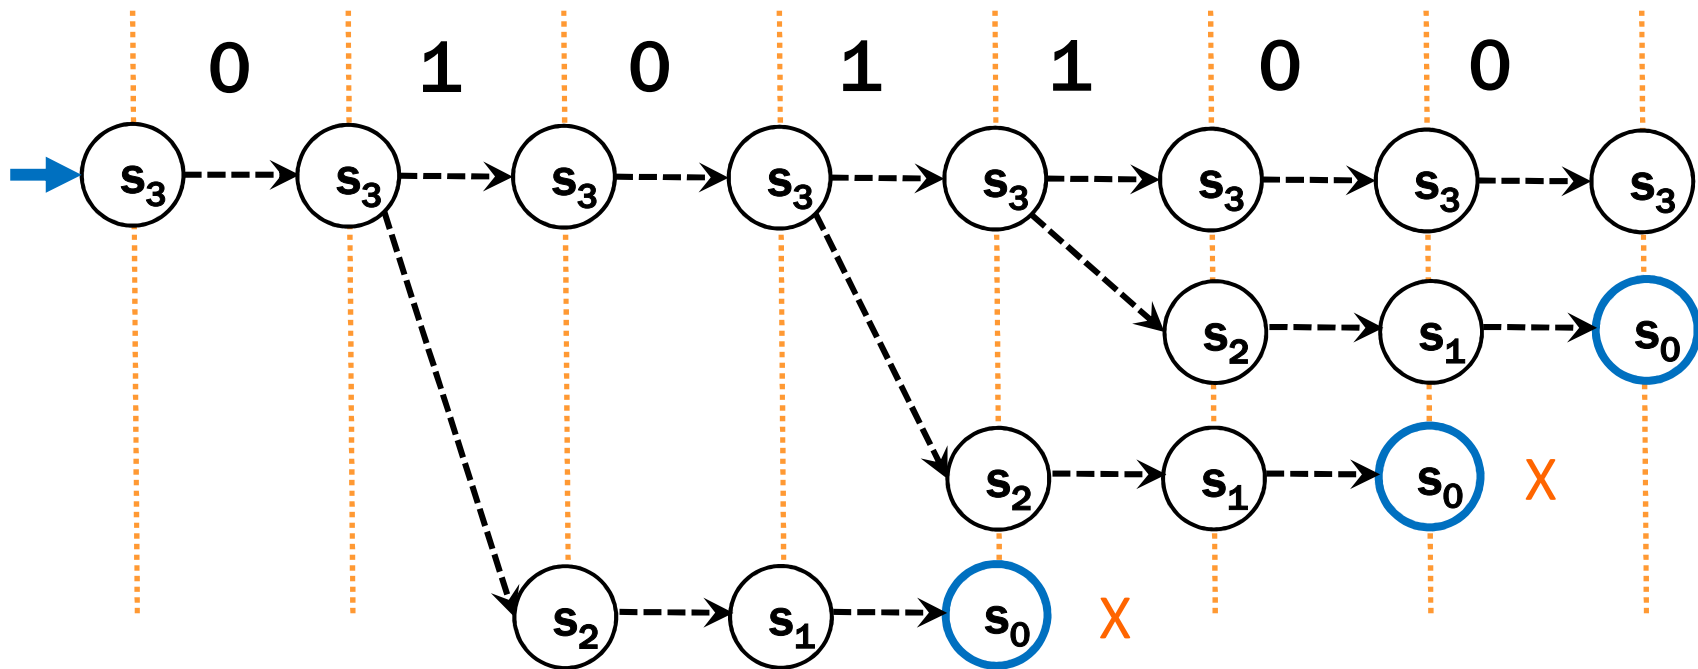 0 1 0 1 1 0 0
s₃ s₃ s₃ s₃ s₃ s₃ s₃ s₃
s₂ s₁ s₀
s₂ s₁ s₀ X
s₂ s₁ s₀ X